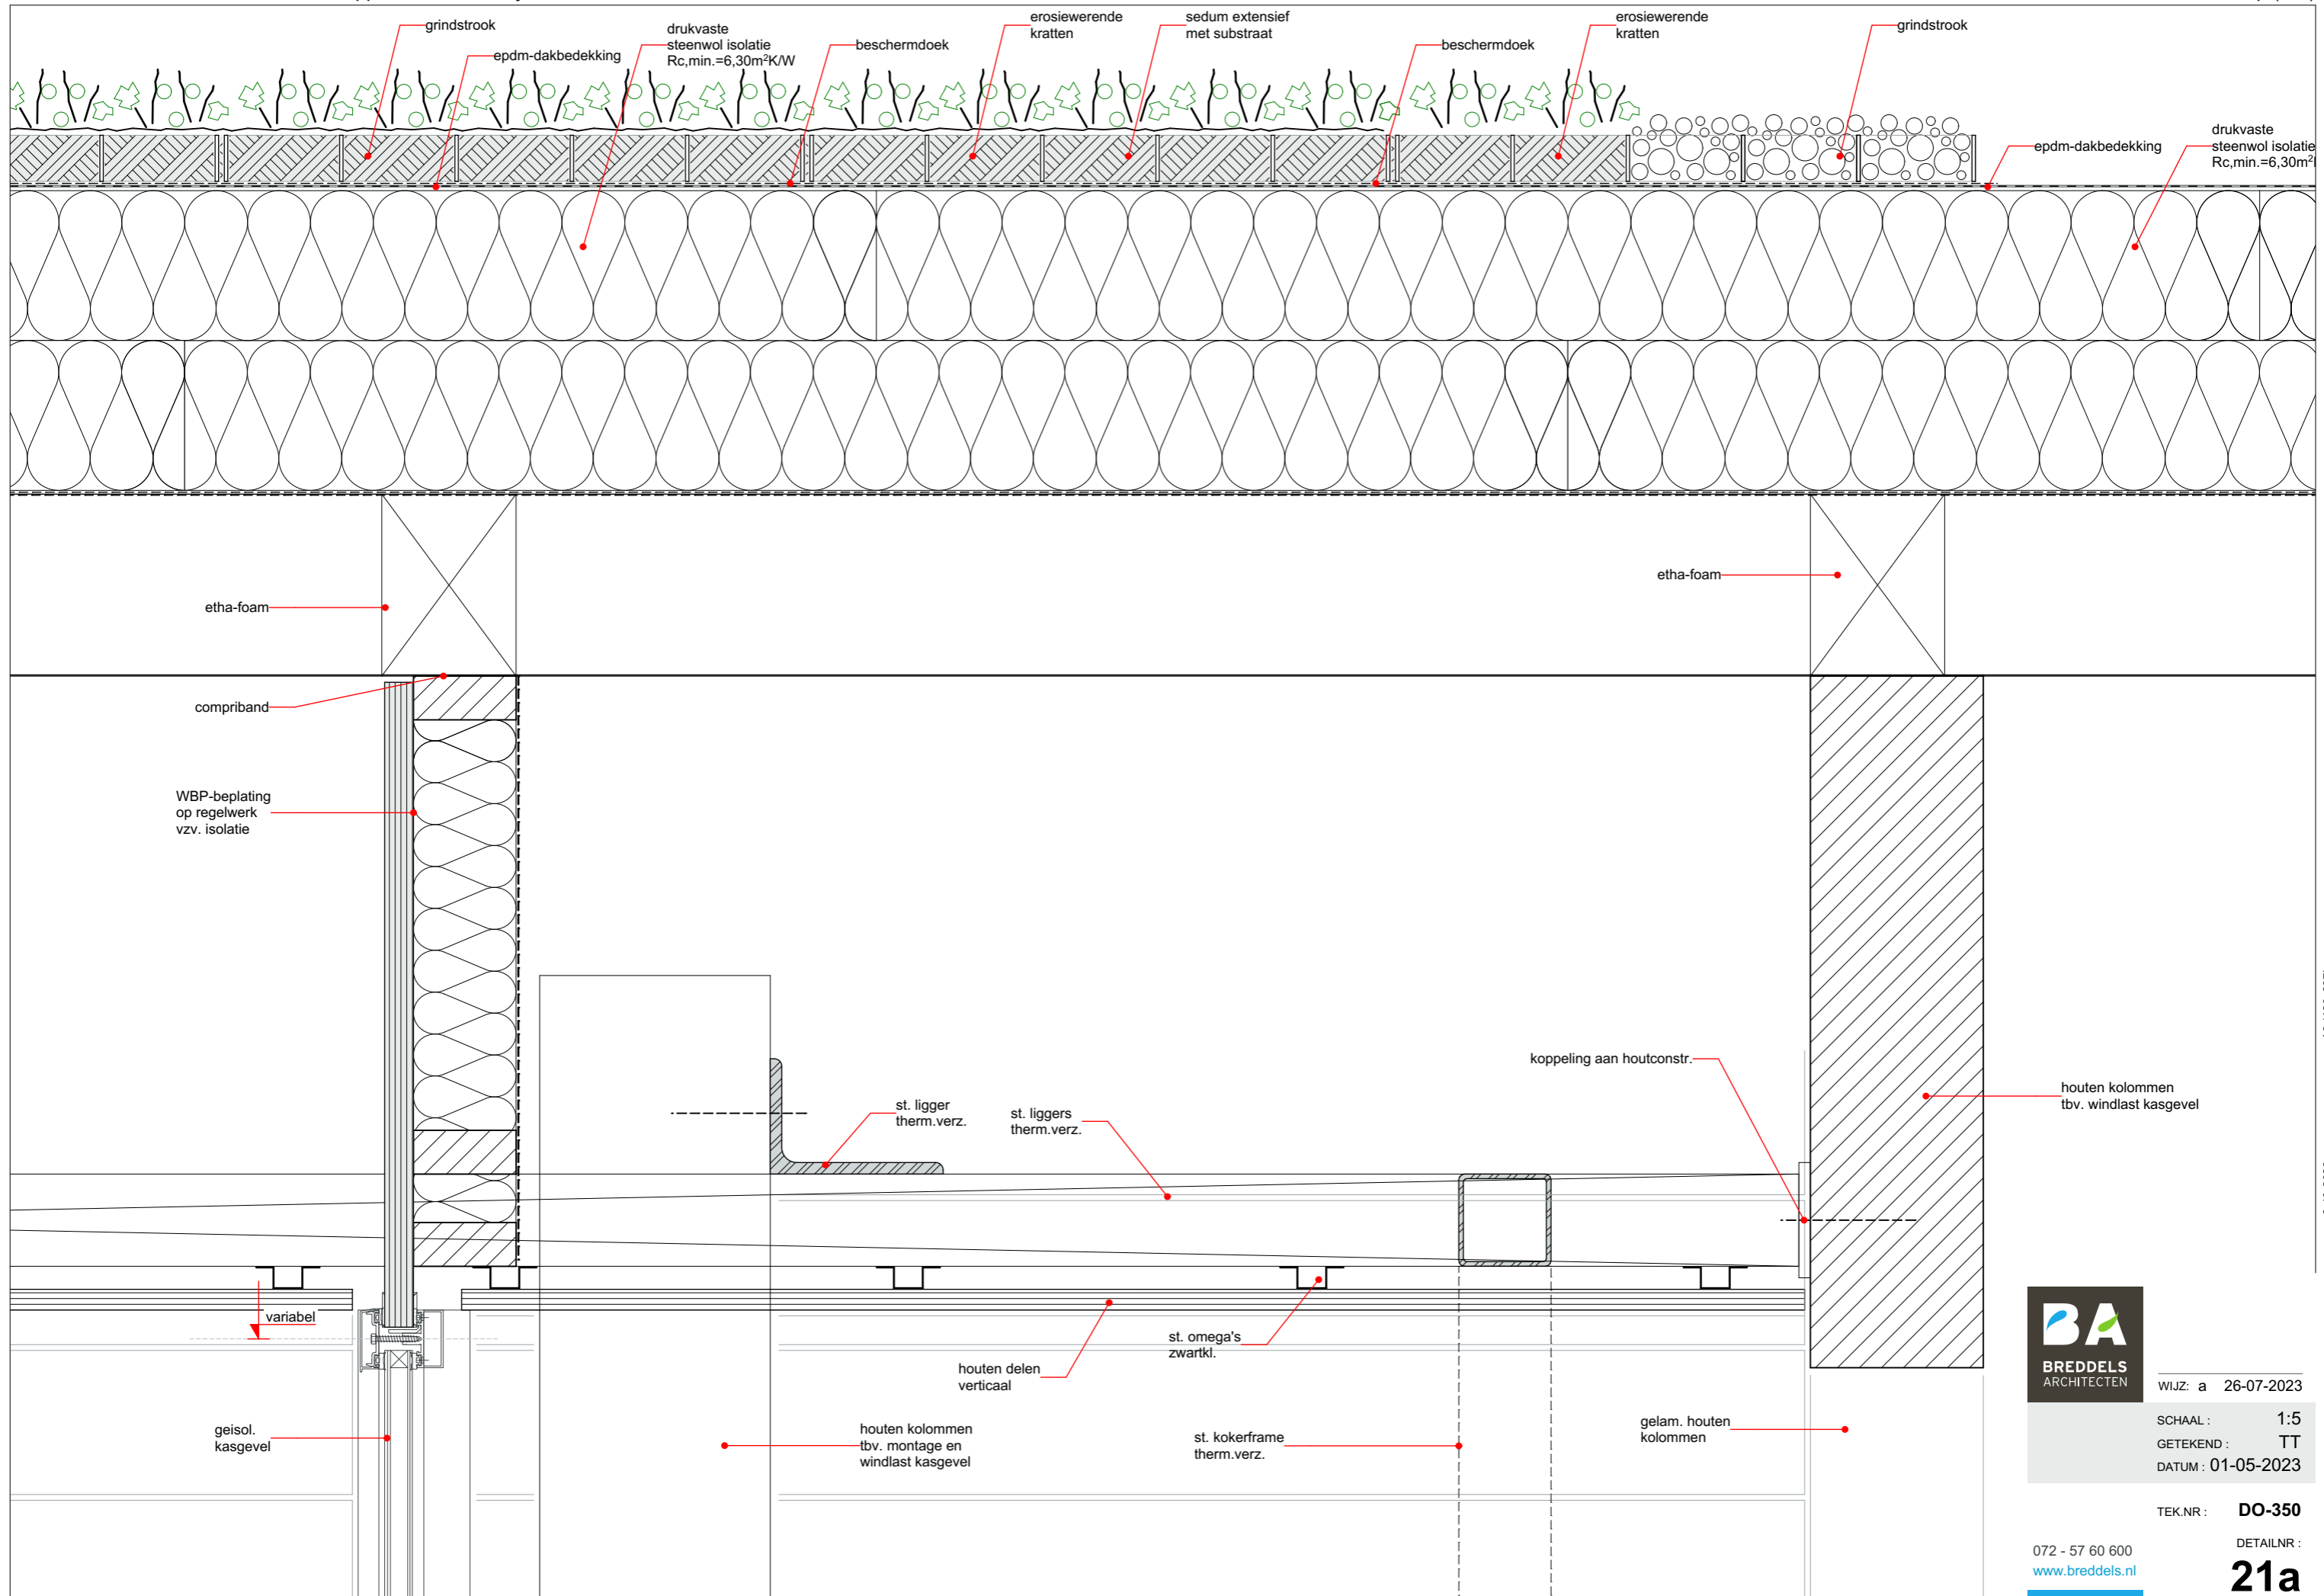 grindstrook
epdm-dakbedekking
drukvaste
steenwol isolatie
Rc,min.=6,30m²K/W
beschermdoek
erosiewerende
kratten
sedum extensief
met substraat
beschermdoek
erosiewerende
kratten
grindstrook
epdm-dakbedekking
drukvaste
steenwol isolatie
Rc,min.=6,30m²
etha-foam
etha-foam
compriband
WBP-beplating
op regelwerk
vzv. isolatie
st. ligger
therm.verz.
st. liggers
therm.verz.
koppeling aan houtconstr.
houten kolommen
tbv. windlast kasgevel
variabel
st. omega's
zwartkl.
houten delen
verticaal
geisol.
kasgevel
houten kolommen
tbv. montage en
windlast kasgevel
st. kokerframe
therm.verz.
gelam. houten
kolommen
BA
BREDDELS
ARCHITECTEN
WIJZ: a 26-07-2023
SCHAAL : 1:5
GETEKEND : TT
DATUM : 01-05-2023
TEK.NR : DO-350
DETAILNR :
21a
072 - 57 60 600
www.breddels.nl